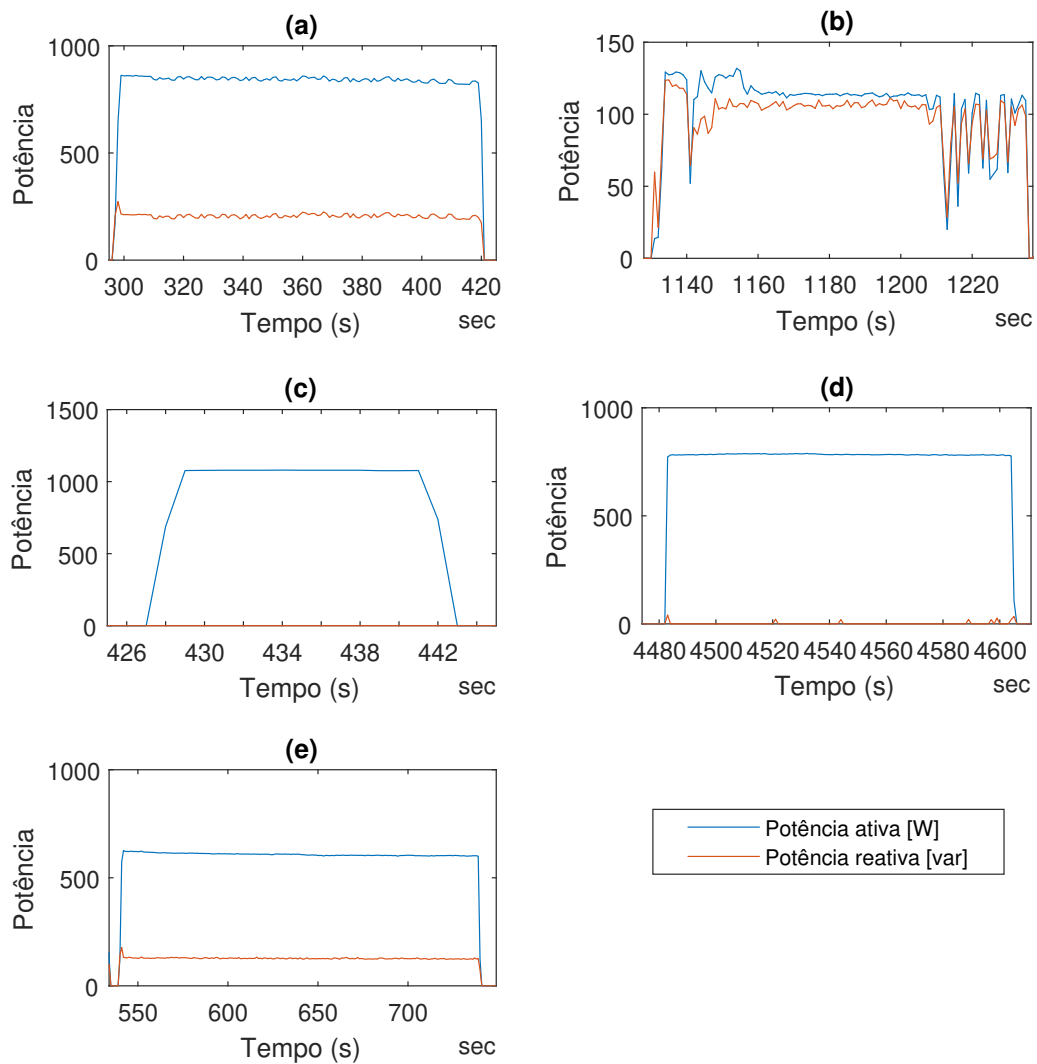 (a)
1000
500
0
Potência
300 320 340 360 380 400 420
Tempo (s)
sec
(b)
150
100
50
0
Potência
1140 1160 1180 1200 1220
Tempo (s)
sec
(c)
1500
1000
500
0
Potência
426 430 434 438 442
Tempo (s)
sec
(d)
1000
500
0
Potência
4480 4500 4520 4540 4560 4580 4600
Tempo (s)
sec
(e)
1000
500
0
Potência
550 600 650 700
Tempo (s)
sec
Potência ativa [W]
Potência reativa [var]